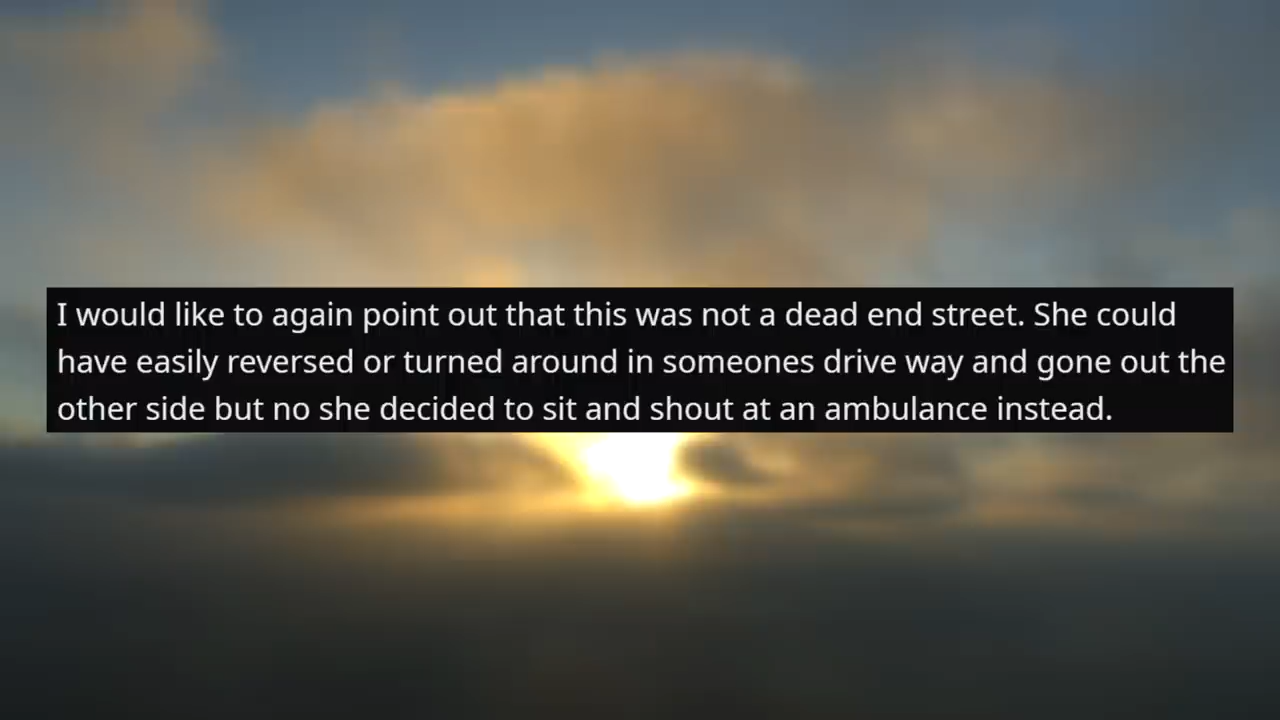 I would like to again point out that this was not a dead end street. She could
have easily reversed or turned around in someones drive way and gone out the
other side but no she decided to sit and shout at an ambulance instead.